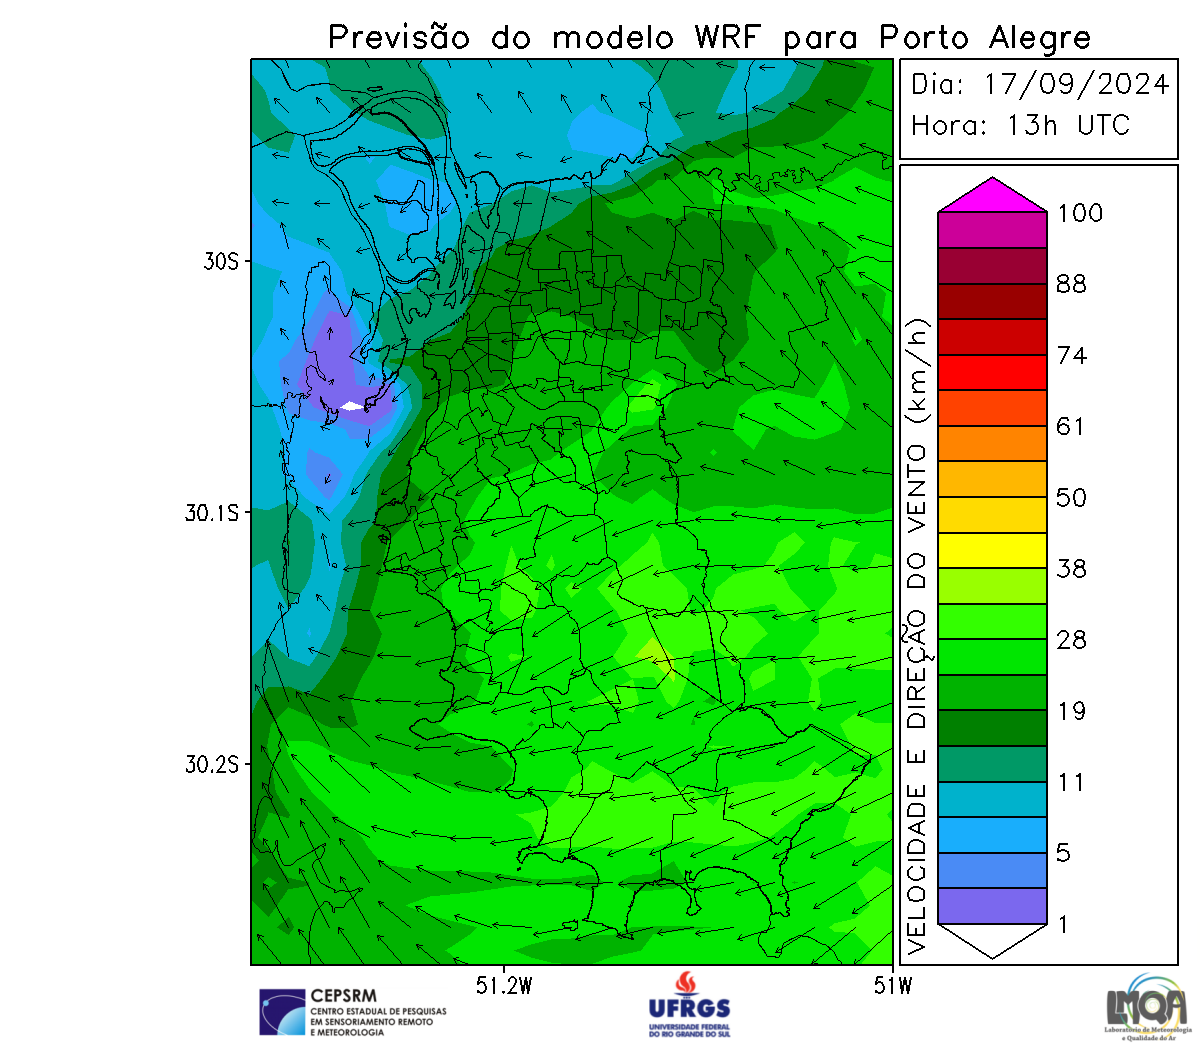 Previsão do modelo WRF para Porto Alegre
Dia: 17/09/2024
Hora: 13h UTC
VELOCIDADE E DIREÇÃO DO VENTO (km/h)
100
88
74
61
50
38
28
19
11
5
1
30S
30.1S
30.2S
51.2W
51W
CEPSRM
CENTRO ESTADUAL DE PESQUISAS
EM SENSORIAMENTO REMOTO
E METEOROLOGIA
UFRGS
UNIVERSIDADE FEDERAL
DO RIO GRANDE DO SUL
LMQA
Laboratório de Meteorologia
e Qualidade do Ar